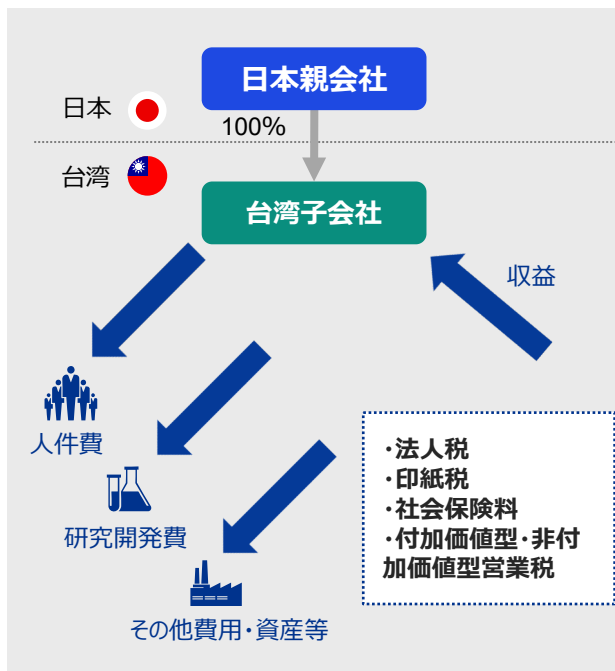 日本親会社
日本
100%
台湾
台湾子会社
収益
人件費
研究開発費
その他費用・資産等
・法人税
・印紙税
・社会保険料
・付加価値型・非付
加価値型営業税